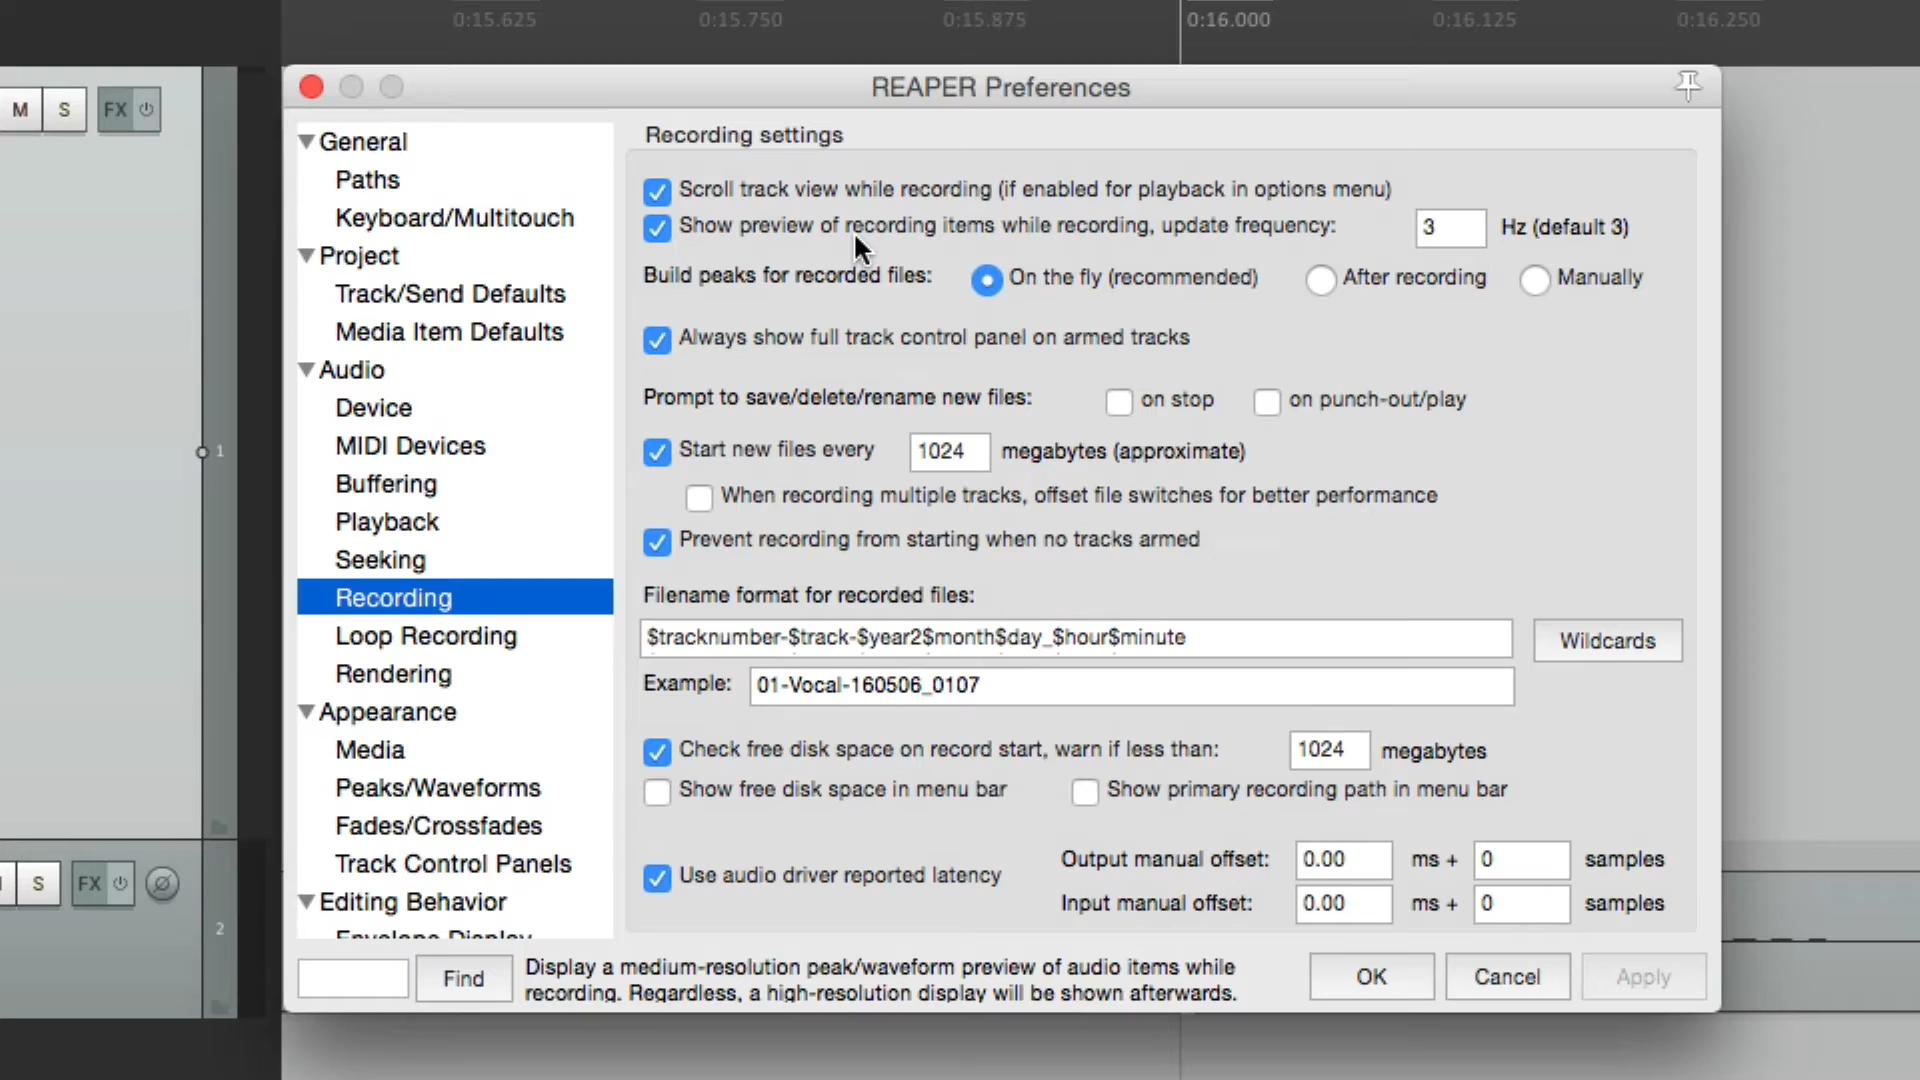 0:15.625 0:15.750 0:15.875 0:16.000 0:16.125 0:16.250
REAPER Preferences
M S FX
1
S FX
2
General
Paths
Keyboard/Multitouch
Project
Track/Send Defaults
Media Item Defaults
Audio
Device
MIDI Devices
Buffering
Playback
Seeking
Recording
Loop Recording
Rendering
Appearance
Media
Peaks/Waveforms
Fades/Crossfades
Track Control Panels
Editing Behavior
Envelope Display
Recording settings
Scroll track view while recording (if enabled for playback in options menu)
Show preview of recording items while recording, update frequency: 3 Hz (default 3)
Build peaks for recorded files: On the fly (recommended) After recording Manually
Always show full track control panel on armed tracks
Prompt to save/delete/rename new files: on stop on punch-out/play
Start new files every 1024 megabytes (approximate)
When recording multiple tracks, offset file switches for better performance
Prevent recording from starting when no tracks armed
Filename format for recorded files:
$tracknumber-$track-$year2$month$day_$hour$minute Wildcards
Example: 01-Vocal-160506_0107
Check free disk space on record start, warn if less than: 1024 megabytes
Show free disk space in menu bar Show primary recording path in menu bar
Use audio driver reported latency
Output manual offset: 0.00 ms + 0 samples
Input manual offset: 0.00 ms + 0 samples
Find
Display a medium-resolution peak/waveform preview of audio items while
recording. Regardless, a high-resolution display will be shown afterwards.
OK Cancel Apply